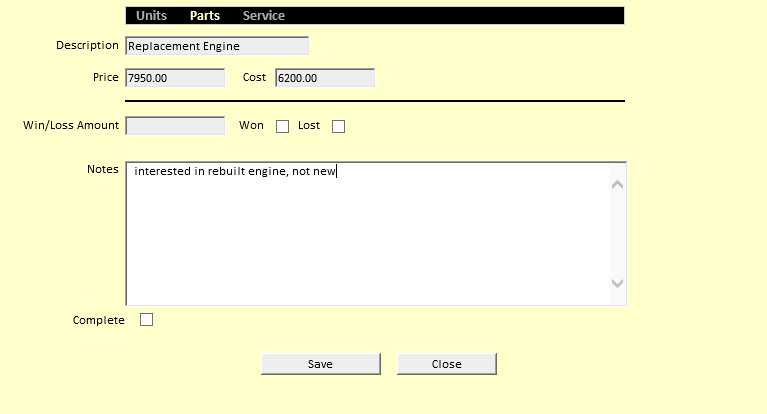 Units Parts Service
Description Replacement Engine
Price 7950.00 Cost 6200.00
Win/Loss Amount Won Lost
Notes interested in rebuilt engine, not new
Complete
Save Close